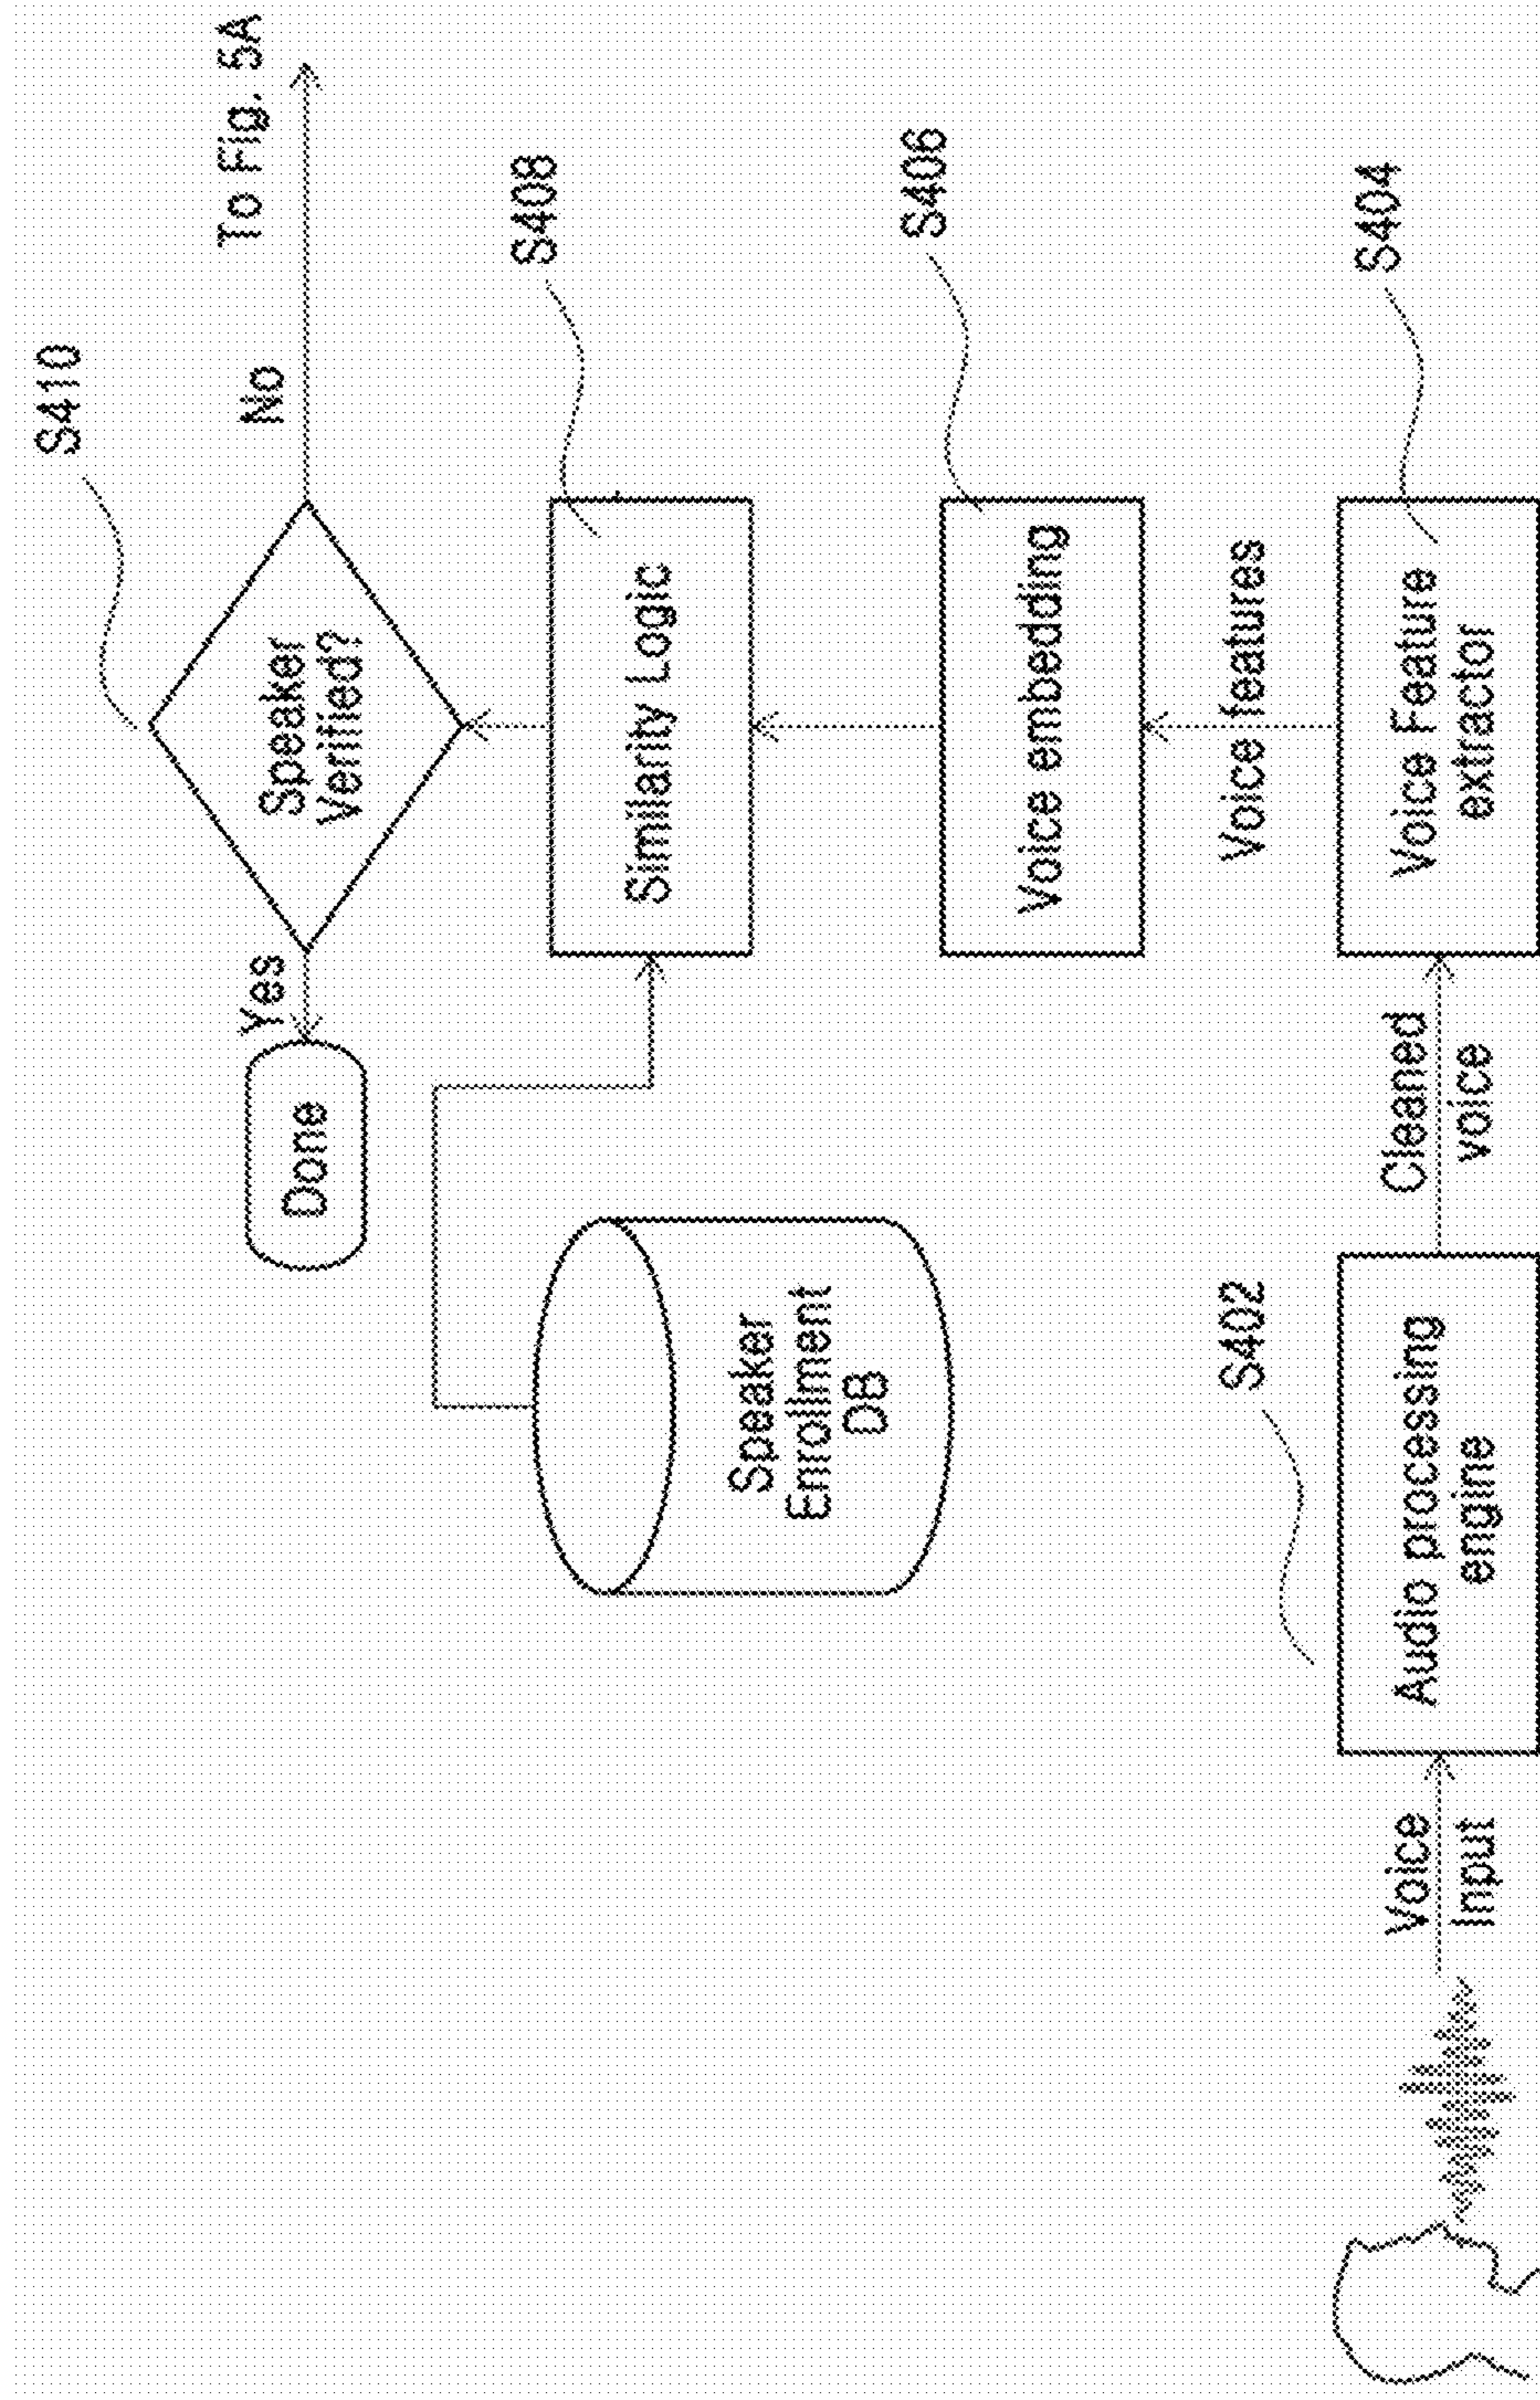 S410
Speaker
Verified?
Yes
No
To Fig. 5A
Done
S408
Similarity Logic
Speaker
Enrollment
DB
S406
Voice embedding
Voice features
S402
S404
Voice
Input
Audio processing
engine
Cleaned
voice
Voice Feature
extractor